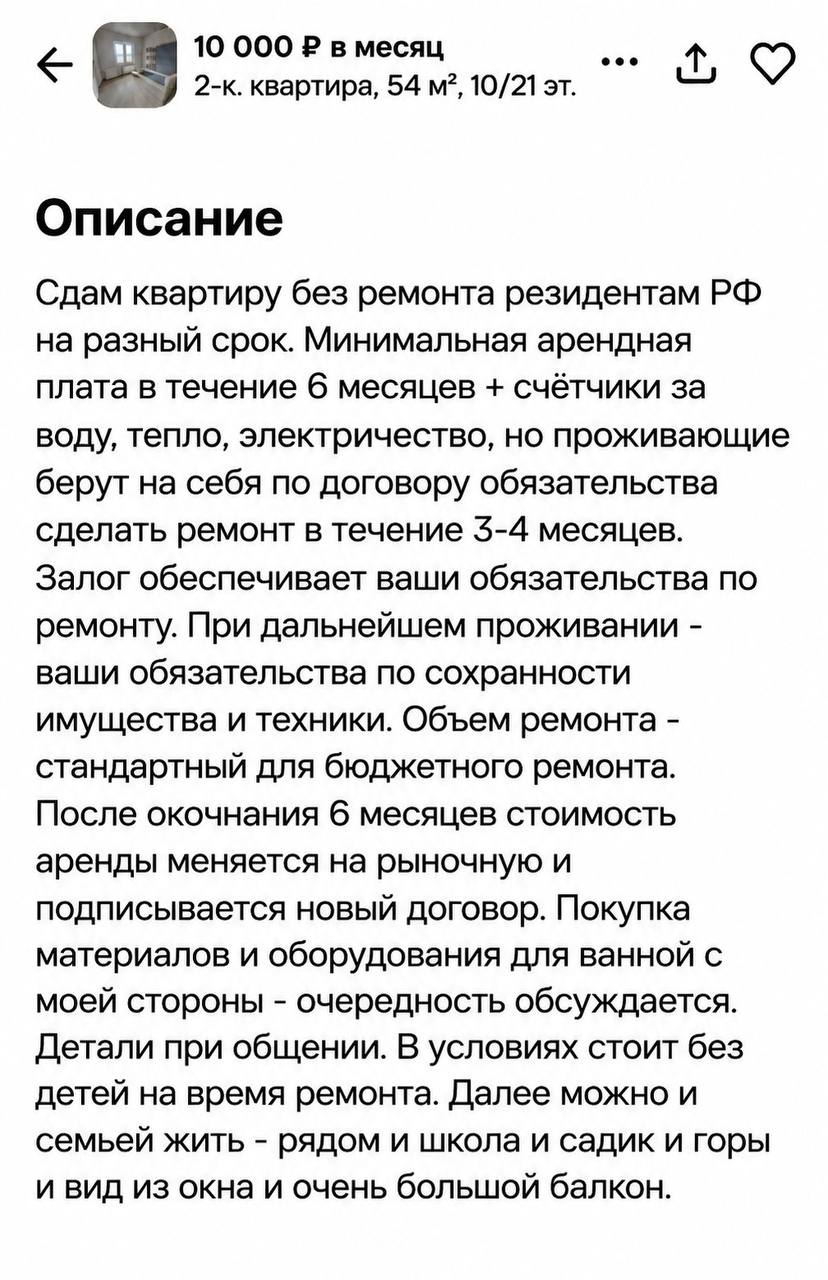 10 000 ₽ в месяц
2-к. квартира, 54 м², 10/21 эт.
Описание
Сдам квартиру без ремонта резидентам РФ
на разный срок. Минимальная арендная
плата в течение 6 месяцев + счётчики за
воду, тепло, электричество, но проживающие
берут на себя по договору обязательства
сделать ремонт в течение 3-4 месяцев.
Залог обеспечивает ваши обязательства по
ремонту. При дальнейшем проживании -
ваши обязательства по сохранности
имущества и техники. Объем ремонта -
стандартный для бюджетного ремонта.
После окочнания 6 месяцев стоимость
аренды меняется на рыночную и
подписывается новый договор. Покупка
материалов и оборудования для ванной с
моей стороны - очередность обсуждается.
Детали при общении. В условиях стоит без
детей на время ремонта. Далее можно и
семьей жить - рядом и школа и садик и горы
и вид из окна и очень большой балкон.